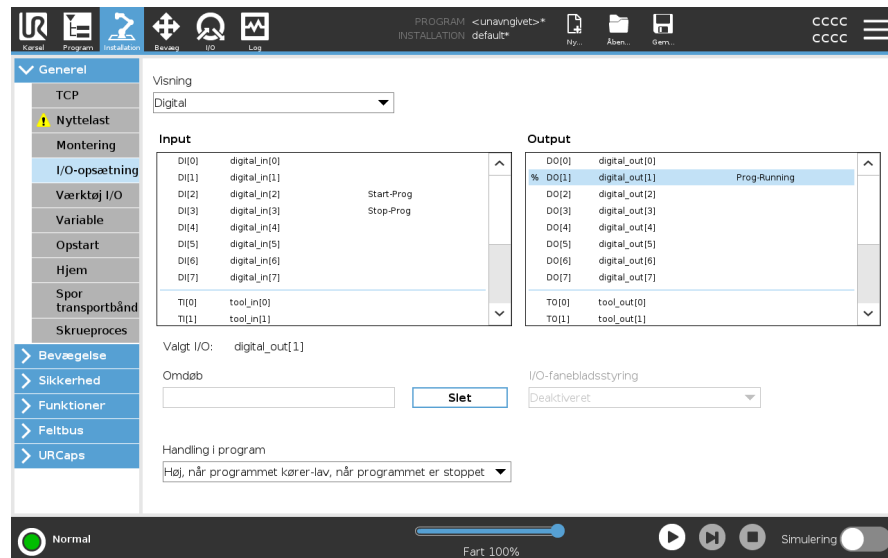 UR
Kørsel
Program
Installation
Bevæg
I/O
Log
PROGRAM <unavngivet>*
INSTALLATION default*
Ny...
Åben...
Gem...
CCCC
CCCC
Generel
TCP
Nyttelast
Montering
I/O-opsætning
Værktøj I/O
Variable
Opstart
Hjem
Spor
transportbånd
Skrueproces
Bevægelse
Sikkerhed
Funktioner
Feltbus
URCaps
Visning
Digital
Input
DI[0] digital_in[0]
DI[1] digital_in[1]
DI[2] digital_in[2] Start-Prog
DI[3] digital_in[3] Stop-Prog
DI[4] digital_in[4]
DI[5] digital_in[5]
DI[6] digital_in[6]
DI[7] digital_in[7]
TI[0] tool_in[0]
TI[1] tool_in[1]
Output
DO[0] digital_out[0]
% DO[1] digital_out[1] Prog-Running
DO[2] digital_out[2]
DO[3] digital_out[3]
DO[4] digital_out[4]
DO[5] digital_out[5]
DO[6] digital_out[6]
DO[7] digital_out[7]
TO[0] tool_out[0]
TO[1] tool_out[1]
Valgt I/O: digital_out[1]
Omdøb
Slet
I/O-fanebladsstyring
Deaktiveret
Handling i program
Høj, når programmet kører-lav, når programmet er stoppet
Normal
Fart 100%
Simulering